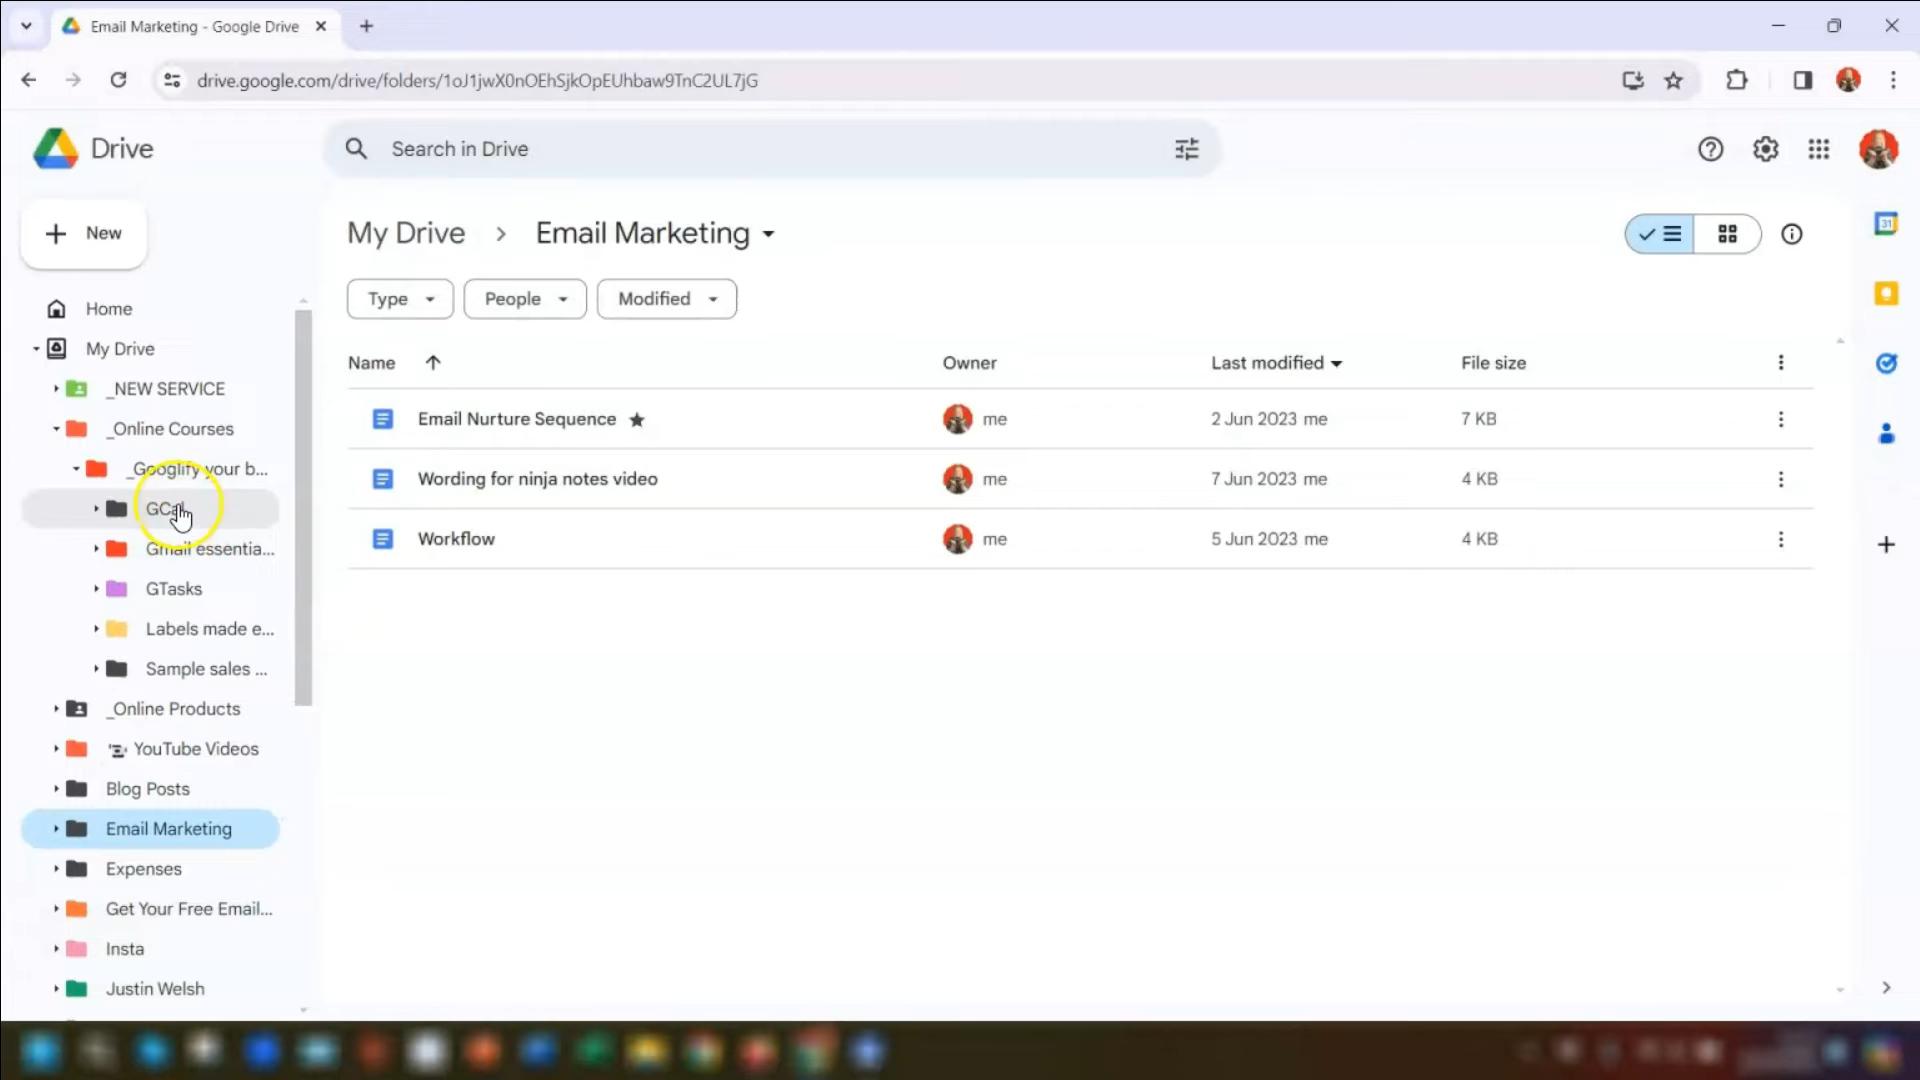 Email Marketing - Google Drive
drive.google.com/drive/folders/1oJ1jwX0nOEhSjkOpEUhbaw9TnC2UL7jG
Drive
Search in Drive
New
My Drive
Email Marketing
Type
People
Modified
Name
Owner
Last modified
File size
Email Nurture Sequence
me
2 Jun 2023 me
7 KB
Wording for ninja notes video
me
7 Jun 2023 me
4 KB
Workflow
me
5 Jun 2023 me
4 KB
Home
My Drive
_NEW SERVICE
_Online Courses
_Googlify your b...
Gmail essentia...
GTasks
Labels made e...
Sample sales ...
_Online Products
YouTube Videos
Blog Posts
Email Marketing
Expenses
Get Your Free Email...
Insta
Justin Welsh
31